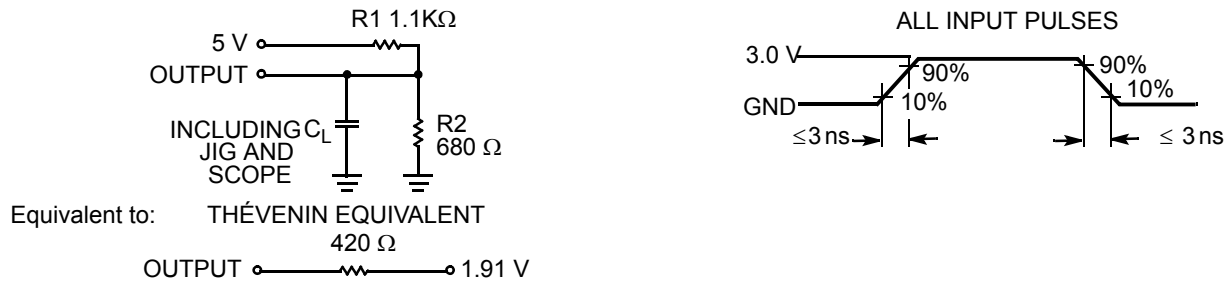 R1 1.1KΩ
5 V
OUTPUT
INCLUDING
JIG AND
SCOPE
C_L
R2
680 Ω
Equivalent to:
THÉVENIN EQUIVALENT
420 Ω
OUTPUT
1.91 V
ALL INPUT PULSES
3.0 V
GND
90%
10%
90%
10%
≤3 ns
≤ 3 ns